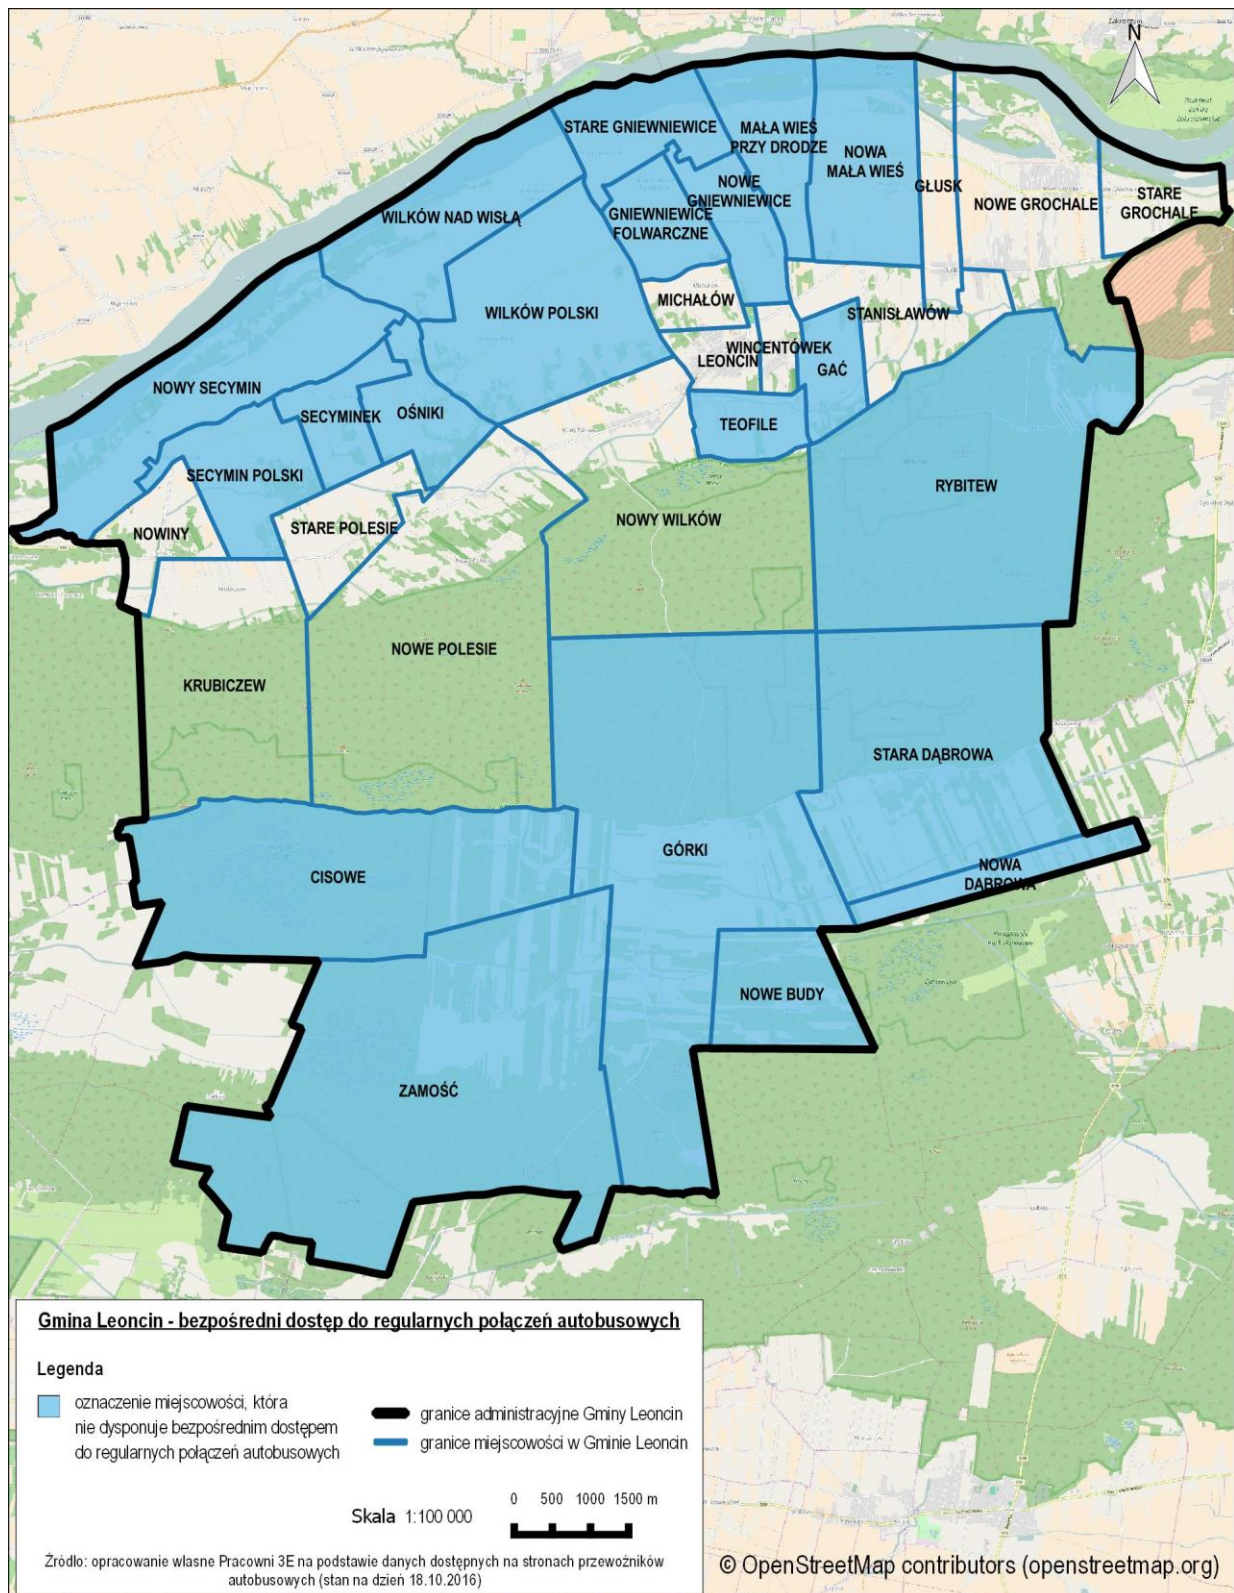 N
STARE GNIEWNIEWICE
MAŁA WIEŚ
PRZY DRODZE
NOWA
MAŁA WIEŚ
NOWE
GNIEWNIEWICE
GŁUSK
NOWE GROCHALE
STARE
GROCHALE
WILKÓW NAD WISŁĄ
GNIEWNIEWICE
FOLWARCZNE
MICHAŁÓW
WILKÓW POLSKI
STANISŁAWÓW
WINCENTÓWEK
LEONCIN
GAĆ
NOWY SECYMIN
SECYMINEK
OŚNIKI
TEOFILE
SECYMIN POLSKI
RYBITEW
NOWINY
STARE POLESIE
NOWY WILKÓW
NOWE POLESIE
KRUBICZEW
STARA DĄBROWA
GÓRKI
CISOWE
NOWA
DĄBROWA
NOWE BUDY
ZAMOŚĆ
Gmina Leoncin - bezpośredni dostęp do regularnych połączeń autobusowych
Legenda
oznaczenie miejscowości, która
nie dysponuje bezpośrednim dostępem
do regularnych połączeń autobusowych
granice administracyjne Gminy Leoncin
granice miejscowości w Gminie Leoncin
0 500 1000 1500 m
Skala 1:100 000
Źródło: opracowanie własne Pracowni 3E na podstawie danych dostępnych na stronach przewoźników
autobusowych (stan na dzień 18.10.2016)
© OpenStreetMap contributors (openstreetmap.org)